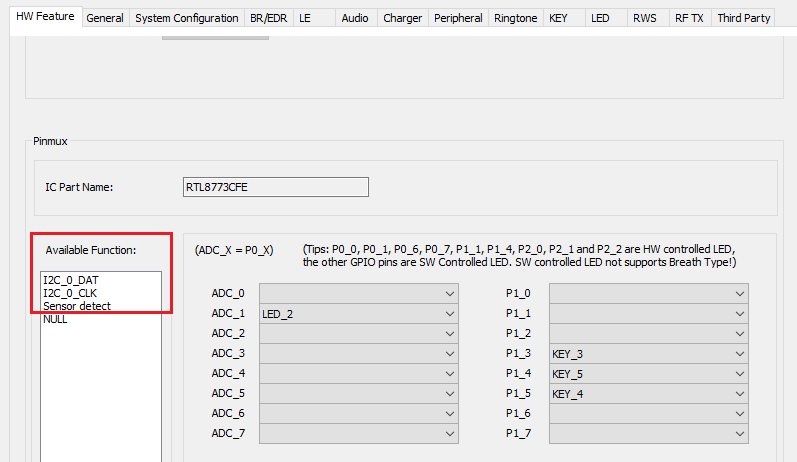 HW Feature General System Configuration BR/EDR LE Audio Charger Peripheral Ringtone KEY LED RWS RF TX Third Party
Pinmux
IC Part Name: RTL8773CFE
Available Function:
I2C_0_DAT
I2C_0_CLK
Sensor detect
NULL
(ADC_X = P0_X) (Tips: P0_0, P0_1, P0_6, P0_7, P1_1, P1_4, P2_0, P2_1 and P2_2 are HW controlled LED,
the other GPIO pins are SW Controlled LED. SW controlled LED not supports Breath Type!)
ADC_0 P1_0
ADC_1 LED_2 P1_1
ADC_2 P1_2
ADC_3 P1_3 KEY_3
ADC_4 P1_4 KEY_5
ADC_5 P1_5 KEY_4
ADC_6 P1_6
ADC_7 P1_7